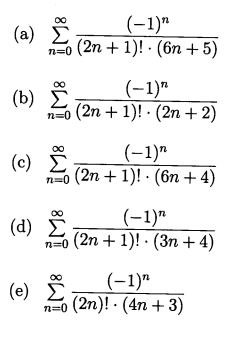 (a) $\sum_{n=0}^{\infty} \frac{(-1)^n}{(2n+1)! \cdot (6n+5)}$
(b) $\sum_{n=0}^{\infty} \frac{(-1)^n}{(2n+1)! \cdot (2n+2)}$
(c) $\sum_{n=0}^{\infty} \frac{(-1)^n}{(2n+1)! \cdot (6n+4)}$
(d) $\sum_{n=0}^{\infty} \frac{(-1)^n}{(2n+1)! \cdot (3n+4)}$
(e) $\sum_{n=0}^{\infty} \frac{(-1)^n}{(2n)! \cdot (4n+3)}$